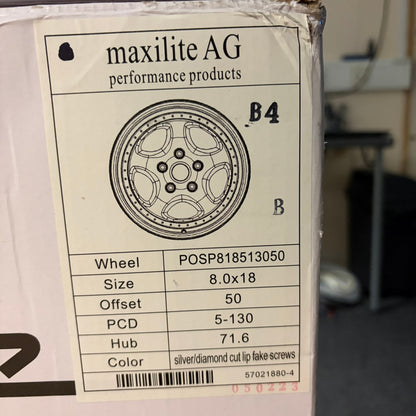 maxilite AG
performance products
B4
B
Wheel POSP818513050
Size 8.0x18
Offset 50
PCD 5-130
Hub 71.6
Color silver/diamond cut lip fake screws
57021880-4
050223